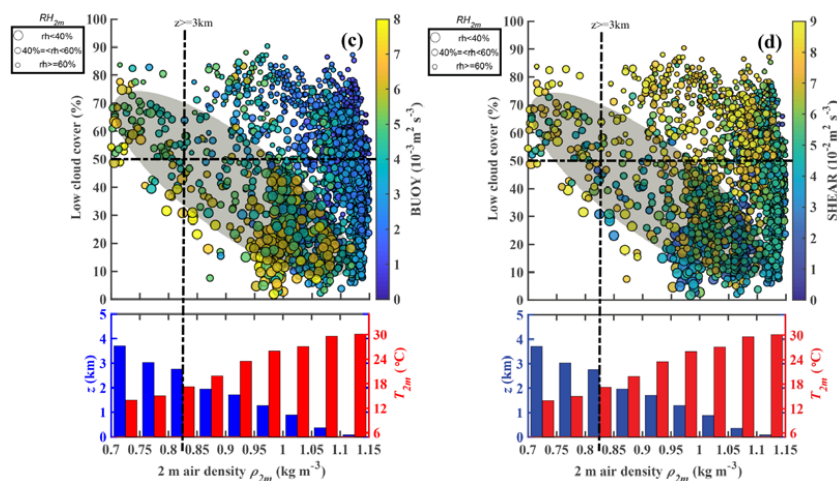 RH2m
rh<40%
40%=<rh<60%
rh>=60%
z>=3km
(c)
Low cloud cover (%)
100
90
80
70
60
50
40
30
20
10
0
8
7
6
5
4
3
2
1
0
BUOY (10⁻³ m² s⁻³)
z (km)
5
4
3
2
1
0
30
24
18
12
6
T2m (°C)
0.7 0.75 0.8 0.85 0.9 0.95 1 1.05 1.1 1.15
2 m air density ρ2m (kg m⁻³)
RH2m
rh<40%
40%=<rh<60%
rh>=60%
z>=3km
(d)
Low cloud cover (%)
100
90
80
70
60
50
40
30
20
10
0
9
8
7
6
5
4
3
2
1
0
SHEAR (10⁻² m² s⁻³)
z (km)
5
4
3
2
1
0
30
24
18
12
6
T2m (°C)
0.7 0.75 0.8 0.85 0.9 0.95 1 1.05 1.1 1.15
2 m air density ρ2m (kg m⁻³)